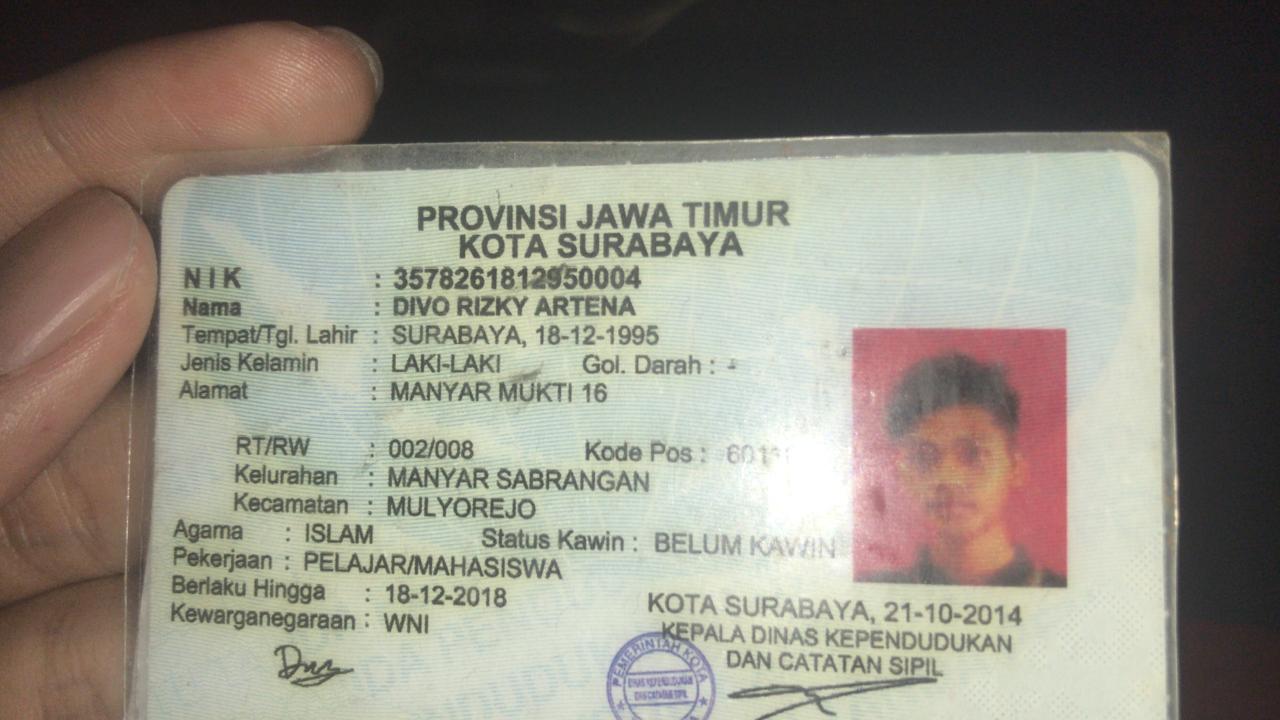 PROVINSI JAWA TIMUR
KOTA SURABAYA
NIK : 3578261812950004
Nama : DIVO RIZKY ARTENA
Tempat/Tgl. Lahir : SURABAYA, 18-12-1995
Jenis Kelamin : LAKI-LAKI Gol. Darah : -
Alamat : MANYAR MUKTI 16
RT/RW : 002/008 Kode Pos :
Kelurahan : MANYAR SABRANGAN
Kecamatan : MULYOREJO
Agama : ISLAM Status Kawin : BELUM KAWIN
Pekerjaan : PELAJAR/MAHASISWA
Berlaku Hingga : 18-12-2018
Kewarganegaraan : WNI
KOTA SURABAYA, 21-10-2014
KEPALA DINAS KEPENDUDUKAN
DAN CATATAN SIPIL
PEMERINTAH KOTA
DINAS KEPENDUDUKAN
DAN CATATAN SIPIL